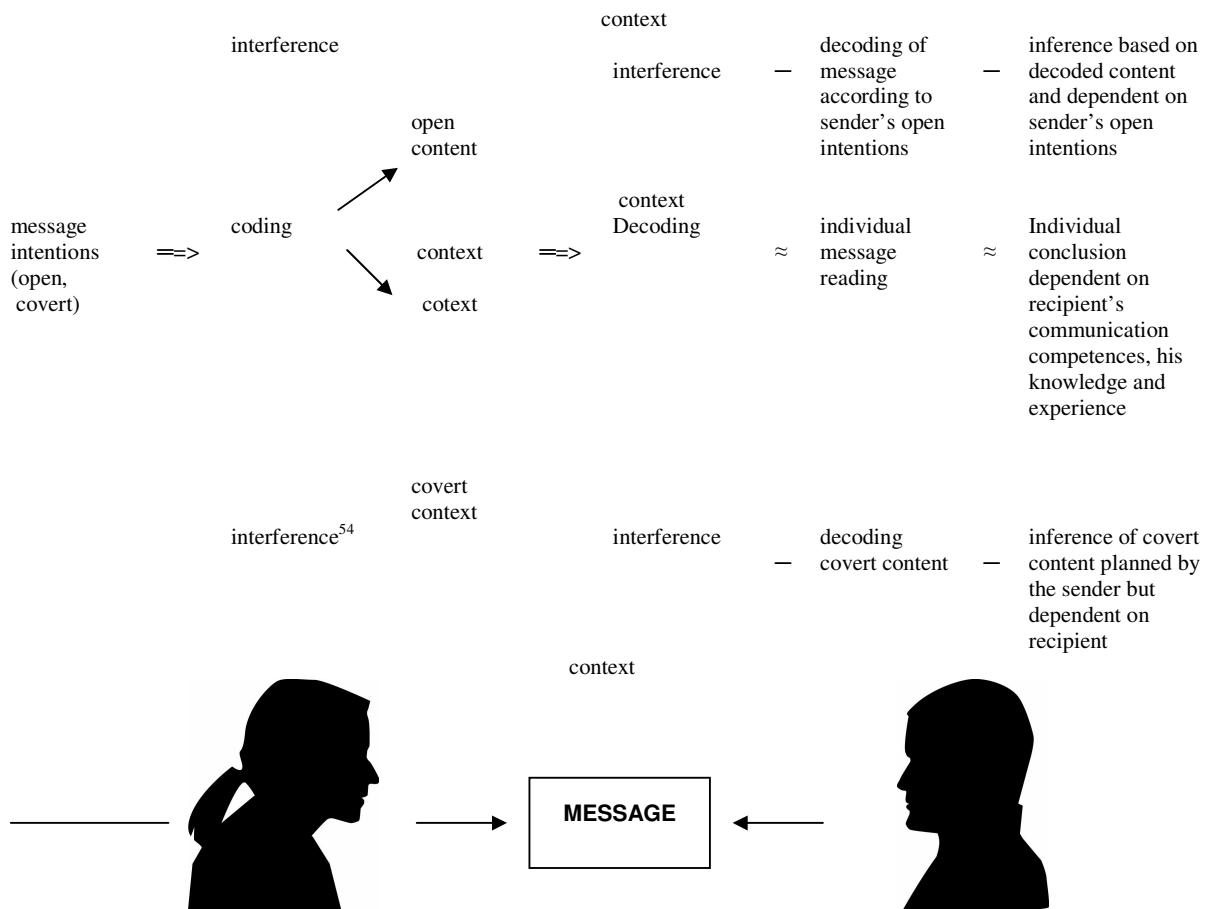 context
interference
interference – decoding of message according to sender's open intentions – inference based on decoded content and dependent on sender's open intentions
open
content
message
intentions
(open,
covert)
==>
coding
context
cotext
==>
context
Decoding
≈
individual
message
reading
≈
Individual
conclusion
dependent on
recipient's
communication
competences, his
knowledge and
experience
covert
context
interference54
interference
–
decoding
covert content
–
inference of covert
content planned by
the sender but
dependent on
recipient
context
MESSAGE